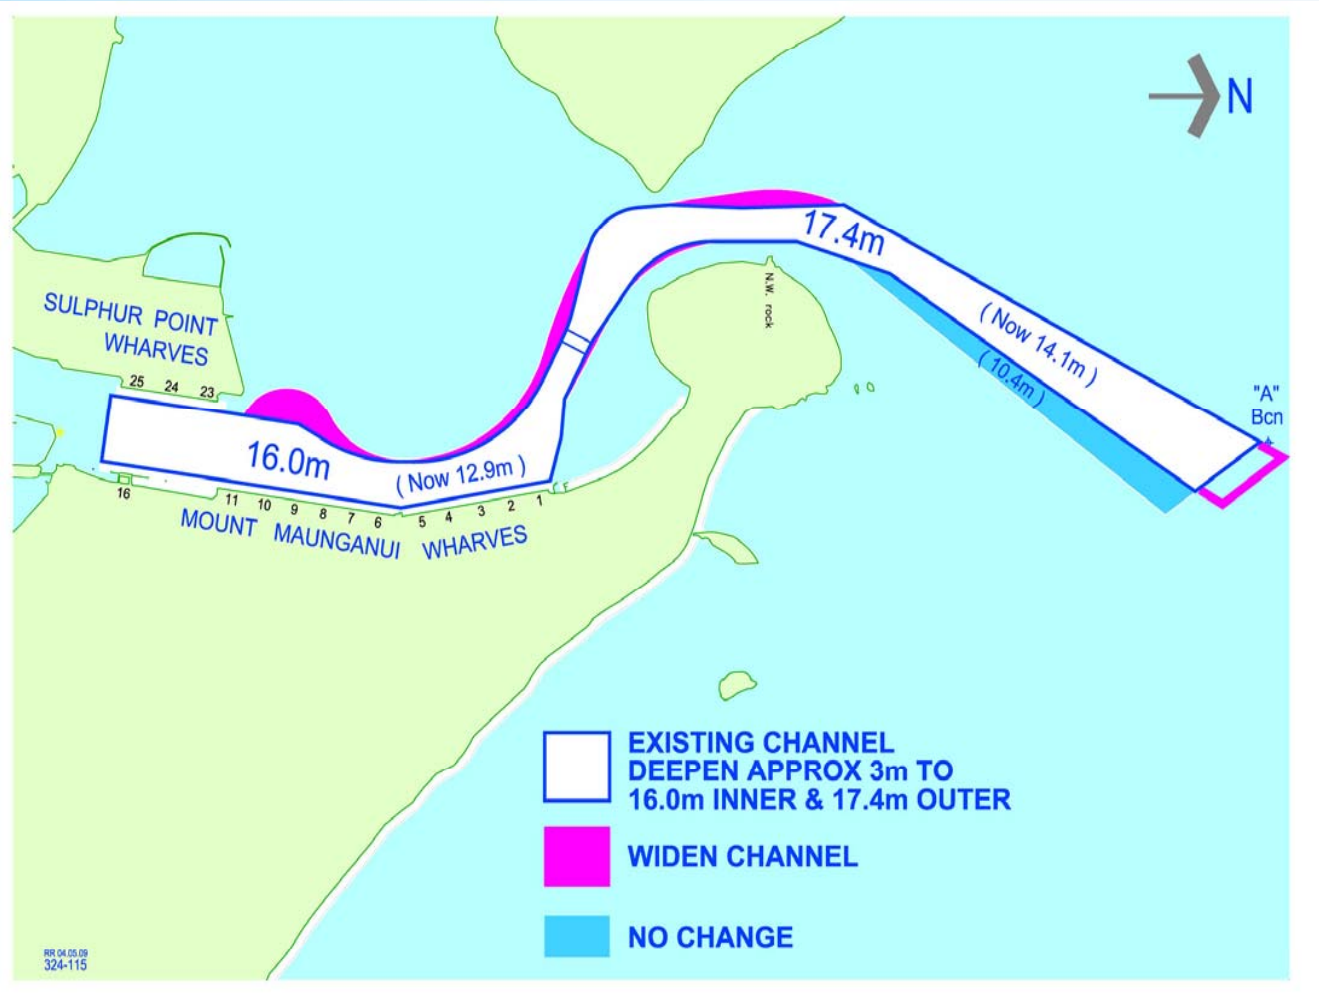 N
17.4m
N.W. rock
SULPHUR POINT
WHARVES
( Now 14.1m )
( 10.4m )
25 24 23
"A"
Bcn
16.0m
( Now 12.9m )
16
11 10 9 8 7 6 5 4 3 2 1
MOUNT MAUNGANUI WHARVES
EXISTING CHANNEL
DEEPEN APPROX 3m TO
16.0m INNER & 17.4m OUTER
WIDEN CHANNEL
NO CHANGE
RR 04.05.09
324-115